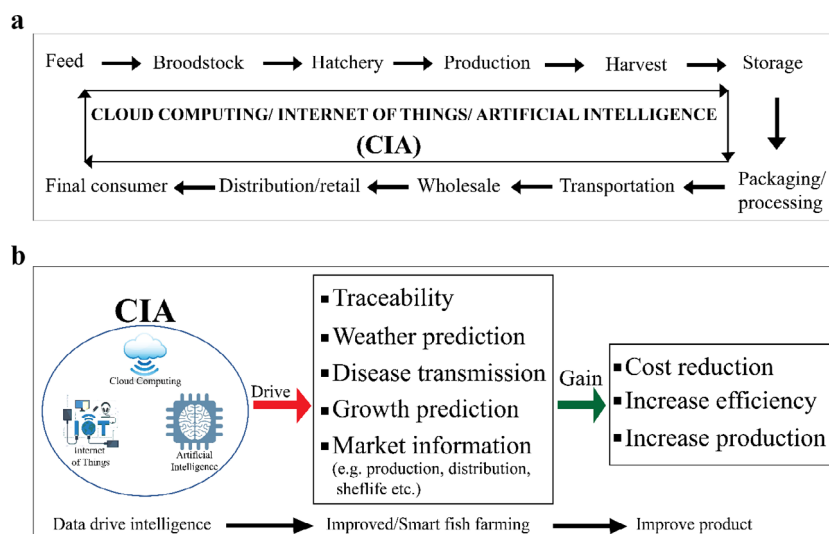 a
Feed Broodstock Hatchery Production Harvest Storage
CLOUD COMPUTING/ INTERNET OF THINGS/ ARTIFICIAL INTELLIGENCE
(CIA)
Final consumer Distribution/retail Wholesale Transportation Packaging/
processing
b
CIA
Cloud Computing
IOT
Internet
of Things
Artificial
Intelligence
Drive
▪ Traceability
▪ Weather prediction
▪ Disease transmission
▪ Growth prediction
▪ Market information
(e.g. production, distribution,
sheflife etc.)
Gain
▪ Cost reduction
▪ Increase efficiency
▪ Increase production
Data drive intelligence Improved/Smart fish farming Improve product